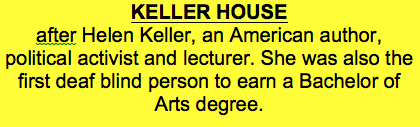 KELLER HOUSE
after Helen Keller, an American author,
political activist and lecturer. She was also the
first deaf blind person to earn a Bachelor of
Arts degree.